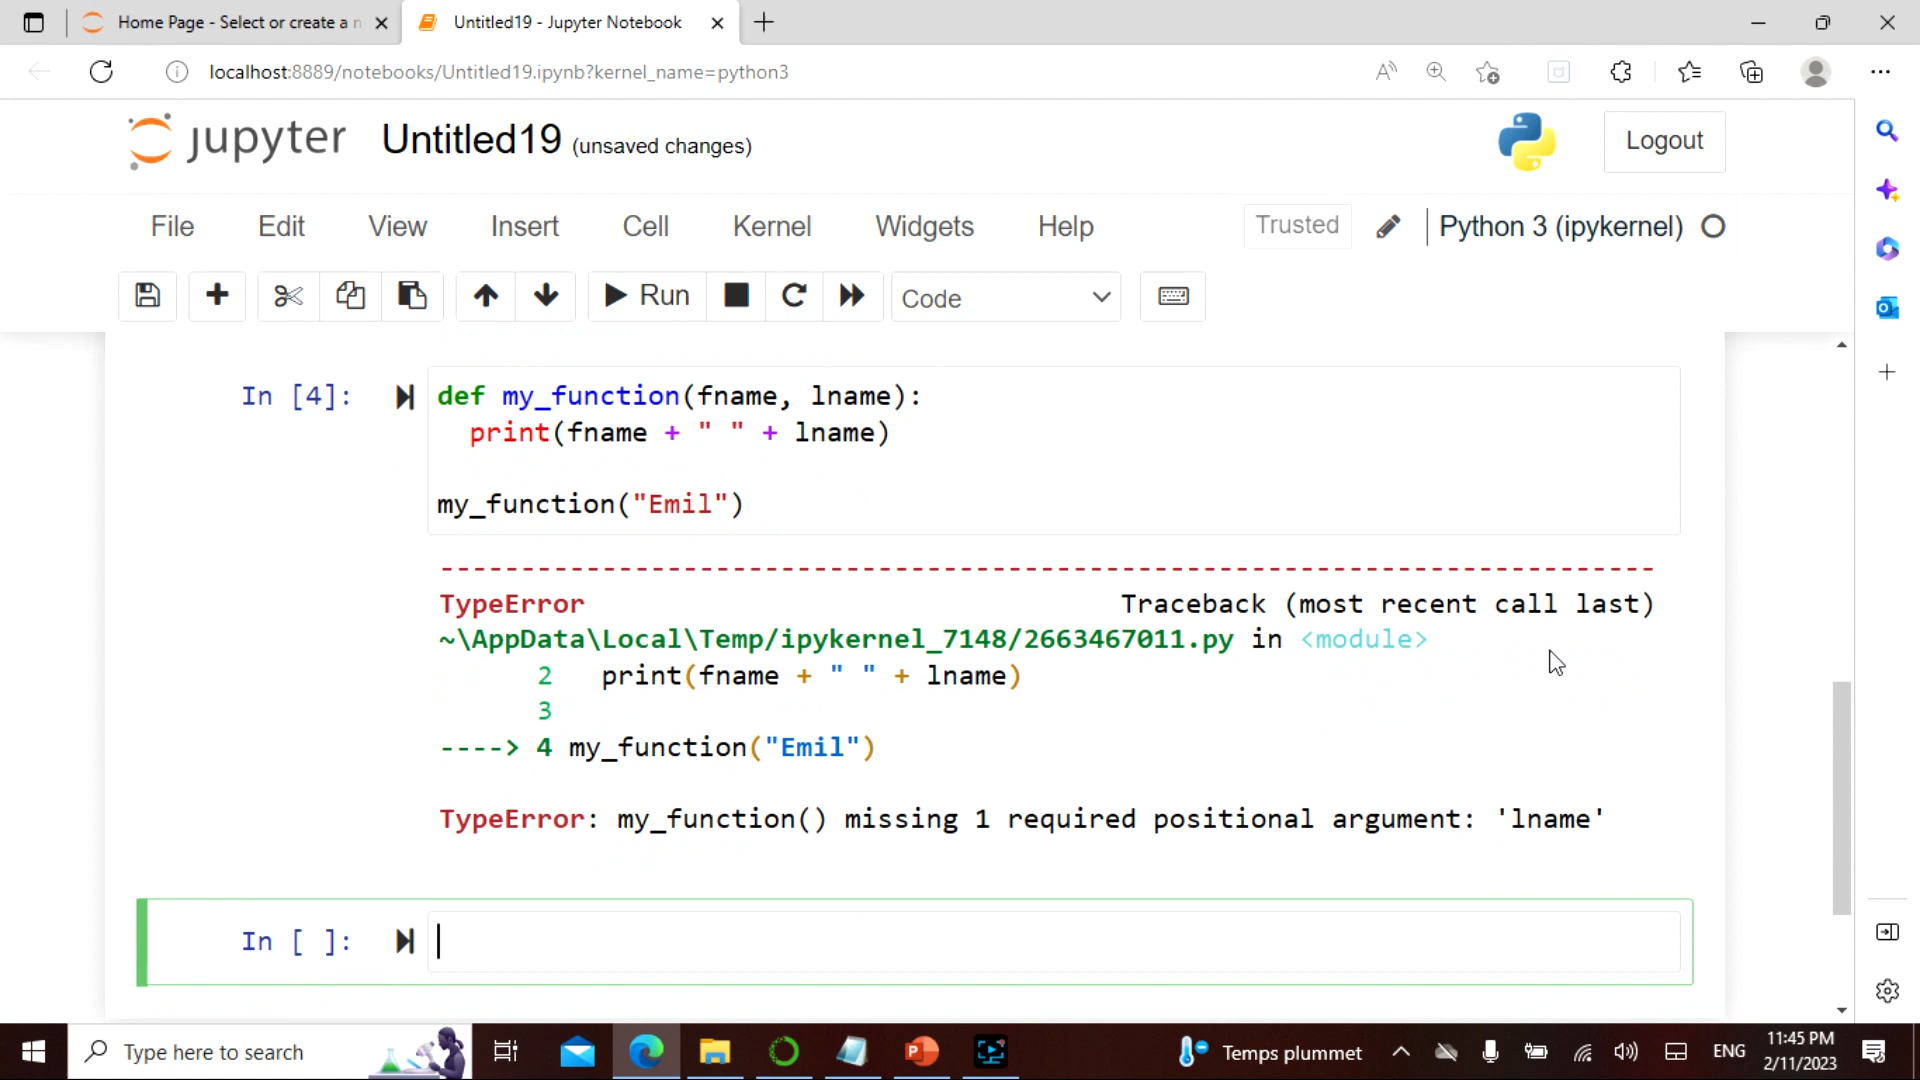 Home Page - Select or create a n
Untitled19 - Jupyter Notebook
localhost:8889/notebooks/Untitled19.ipynb?kernel_name=python3
jupyter Untitled19 (unsaved changes)
Logout
File Edit View Insert Cell Kernel Widgets Help
Trusted
Python 3 (ipykernel)
Run
Code
In [4]:
def my_function(fname, lname):
print(fname + " " + lname)
my_function("Emil")
---------------------------------------------------------------------------
TypeError Traceback (most recent call last)
~\AppData\Local\Temp/ipykernel_7148/2663467011.py in <module>
2 print(fname + " " + lname)
3
----> 4 my_function("Emil")
TypeError: my_function() missing 1 required positional argument: 'lname'
In [ ]:
Type here to search
Temps plummet
ENG
11:45 PM
2/11/2023